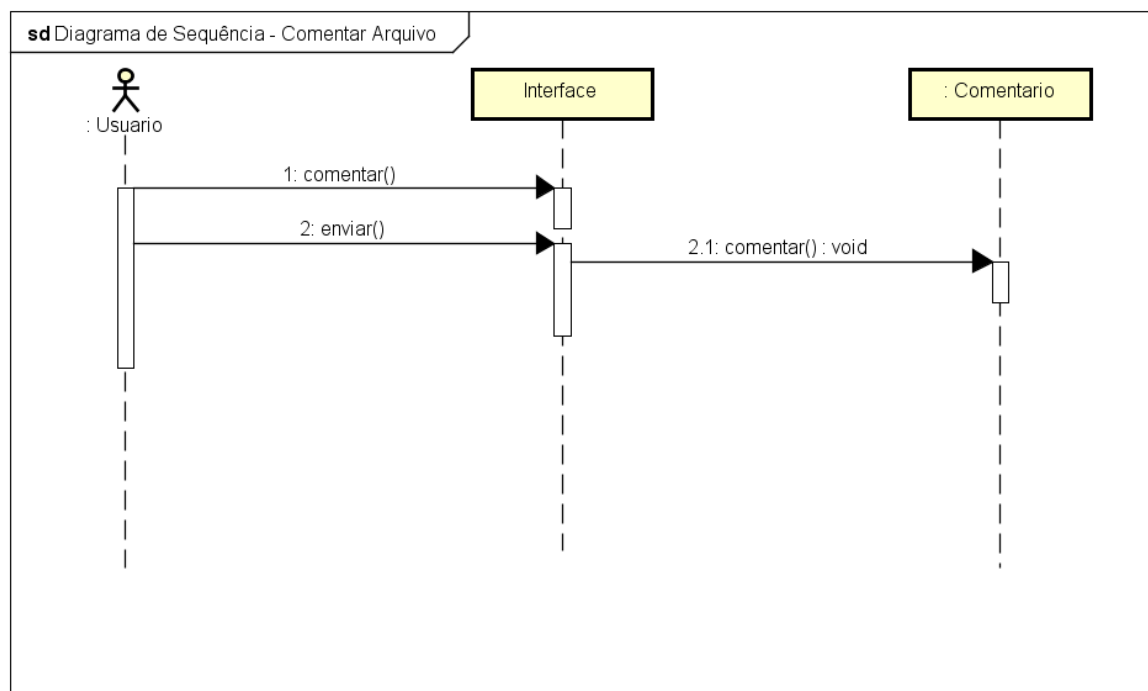 sd Diagrama de Sequência - Comentar Arquivo
: Usuario
Interface
: Comentario
1: comentar()
2: enviar()
2.1: comentar() : void